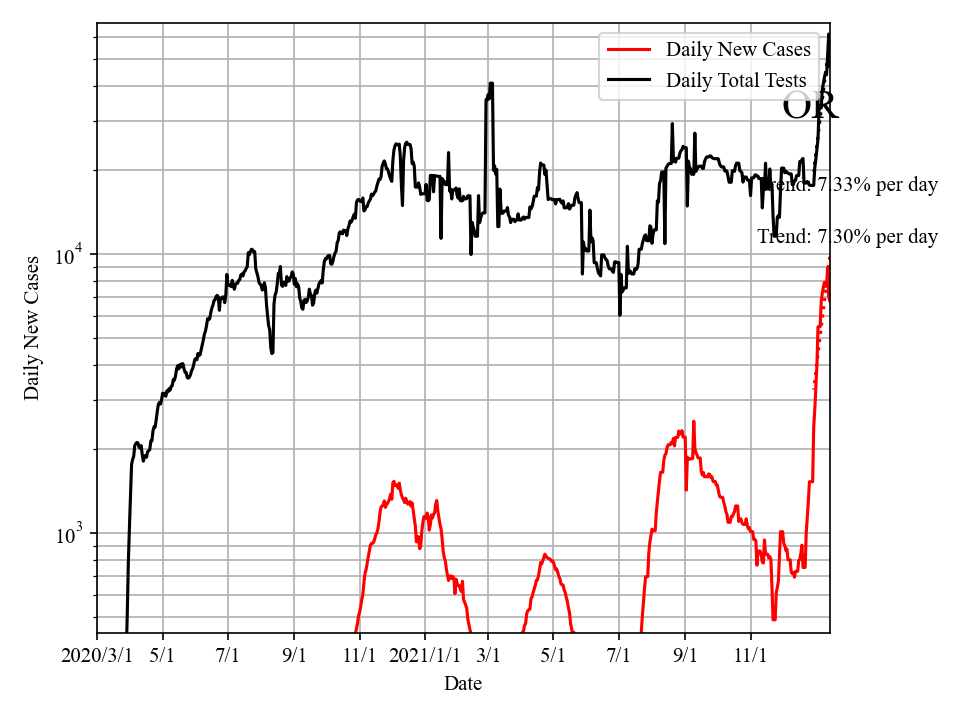 Daily New Cases
Daily Total Tests
OR
Trend: 7.33% per day
Trend: 7.30% per day
10^4
10^3
Daily New Cases
2020/3/1 5/1 7/1 9/1 11/1 2021/1/1 3/1 5/1 7/1 9/1 11/1
Date